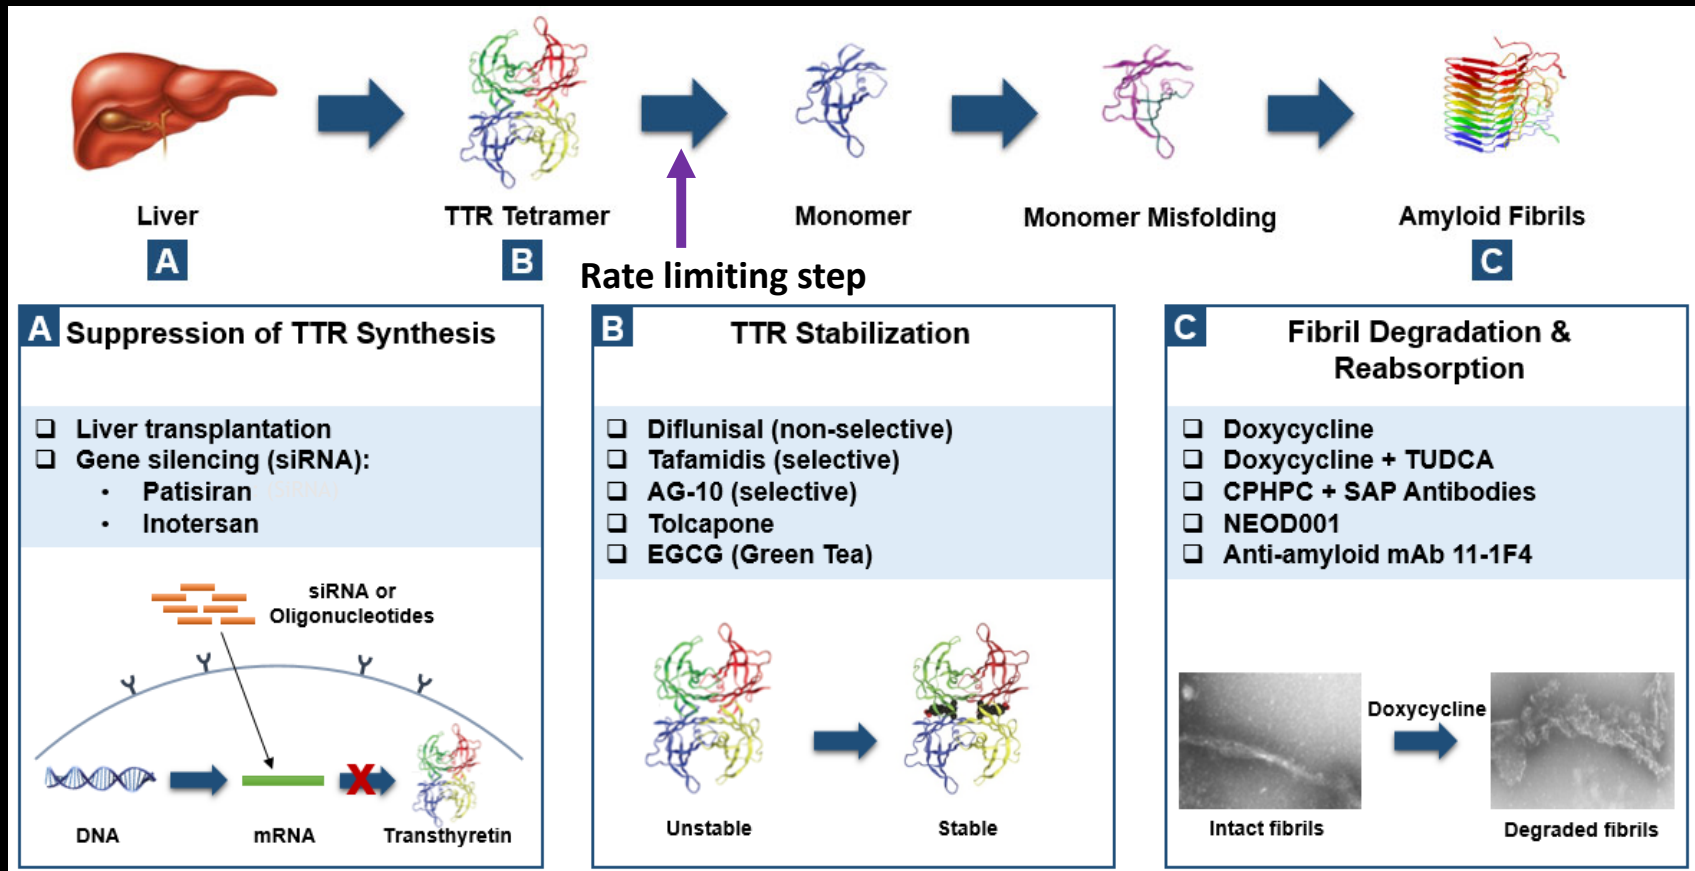 Liver
TTR Tetramer
Monomer
Monomer Misfolding
Amyloid Fibrils
A
B
C
Rate limiting step
A Suppression of TTR Synthesis
Liver transplantation
Gene silencing (siRNA):
• Patisiran
• Inotersan
siRNA or
Oligonucleotides
X
DNA
mRNA
Transthyretin
B TTR Stabilization
Diflunisal (non-selective)
Tafamidis (selective)
AG-10 (selective)
Tolcapone
EGCG (Green Tea)
Unstable
Stable
C Fibril Degradation &
Reabsorption
Doxycycline
Doxycycline + TUDCA
CPHPC + SAP Antibodies
NEOD001
Anti-amyloid mAb 11-1F4
Doxycycline
Intact fibrils
Degraded fibrils